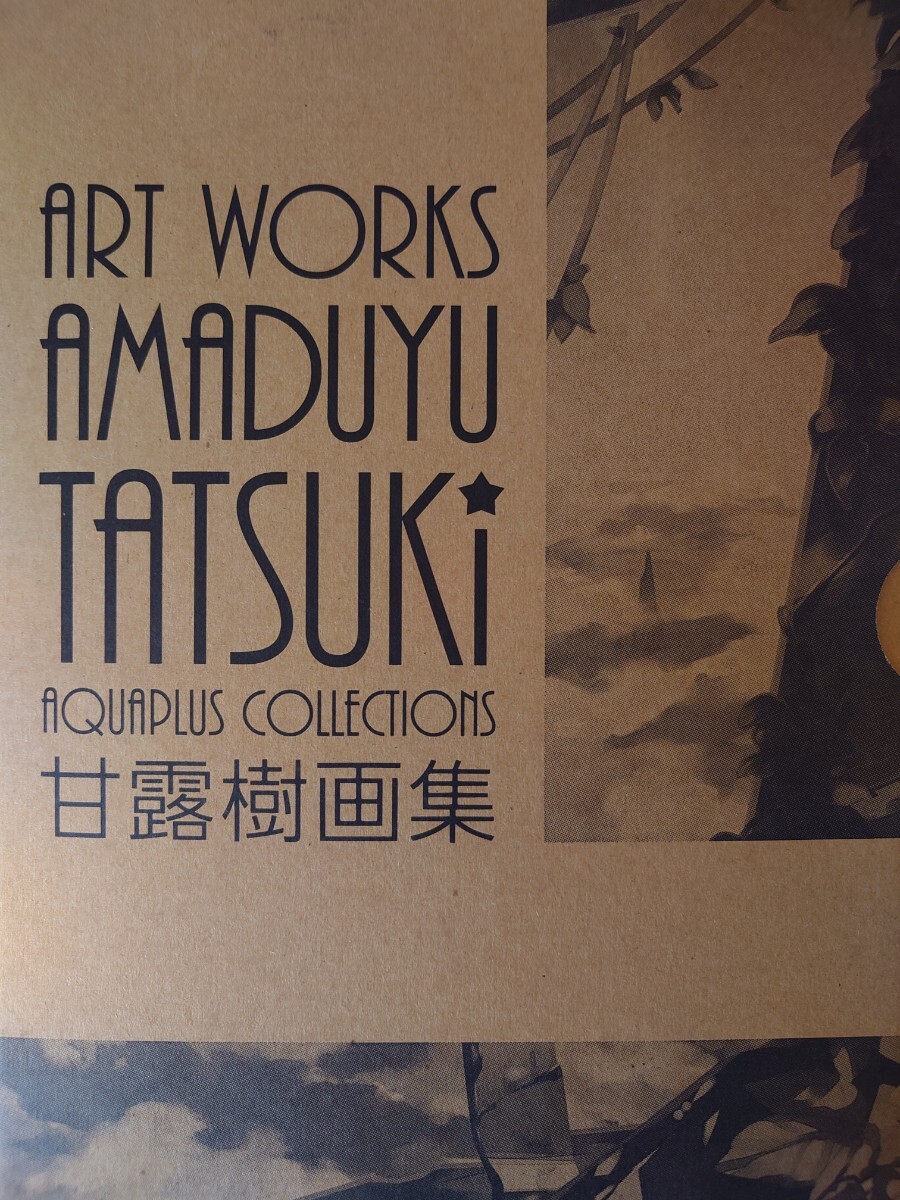 ART WORKS
AMADUYU
TATSUKi
AQUAPLUS COLLECTIONS
甘露樹画集